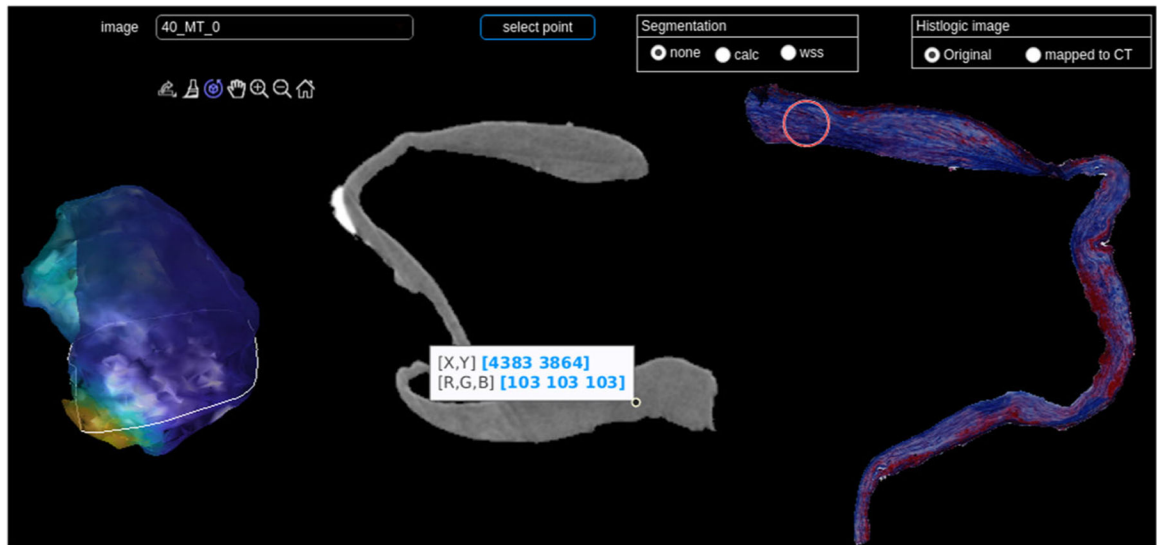 image 40_MT_0 select point Segmentation Histlogic image
none calc wss Original mapped to CT
[X,Y] [4383 3864]
[R,G,B] [103 103 103]